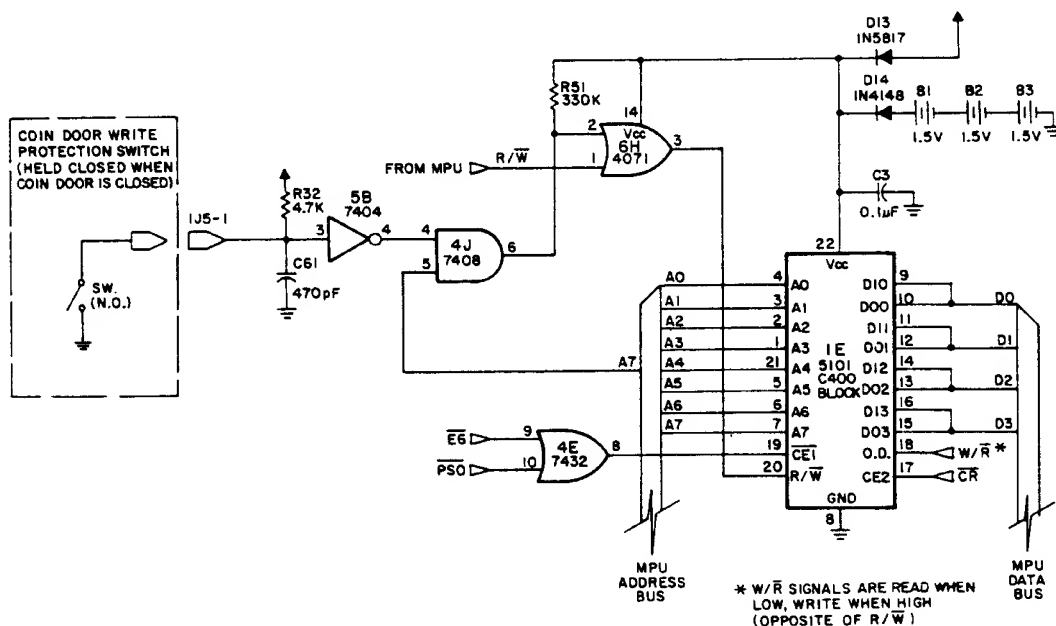 COIN DOOR WRITE
PROTECTION SWITCH
(HELD CLOSED WHEN
COIN DOOR IS CLOSED)
SW.
(N.O.)
1J5-1
R32
4.7K
C61
470pF
3
5B
7404
4
4
5
4J
7408
6
FROM MPU
R/W̅
R51
330K
2
1
14
Vcc
6H
4071
3
D13
1N5817
D14
1N4148
B1
B2
B3
1.5V
1.5V
1.5V
C3
0.1µF
22
Vcc
1E
5101
C400
BLOCK
GND
8
A0
4
A0
A1
3
A1
A2
2
A2
A3
1
A3
A7
A4
21
A4
A5
5
A5
A6
6
A6
A7
7
A7
E̅6̅
9
P̅S̅0̅
10
4E
7432
8
19
C̅E̅1̅
20
R/W̅
DI0
9
DO0
10
D0
DI1
11
DO1
12
D1
DI2
14
DO2
13
D2
DI3
16
DO3
15
D3
O.D.
18
W/R̅ *
CE2
17
C̅R̅
MPU
ADDRESS
BUS
MPU
DATA
BUS
* W/R̅ SIGNALS ARE READ WHEN
LOW, WRITE WHEN HIGH
(OPPOSITE OF R/W̅)